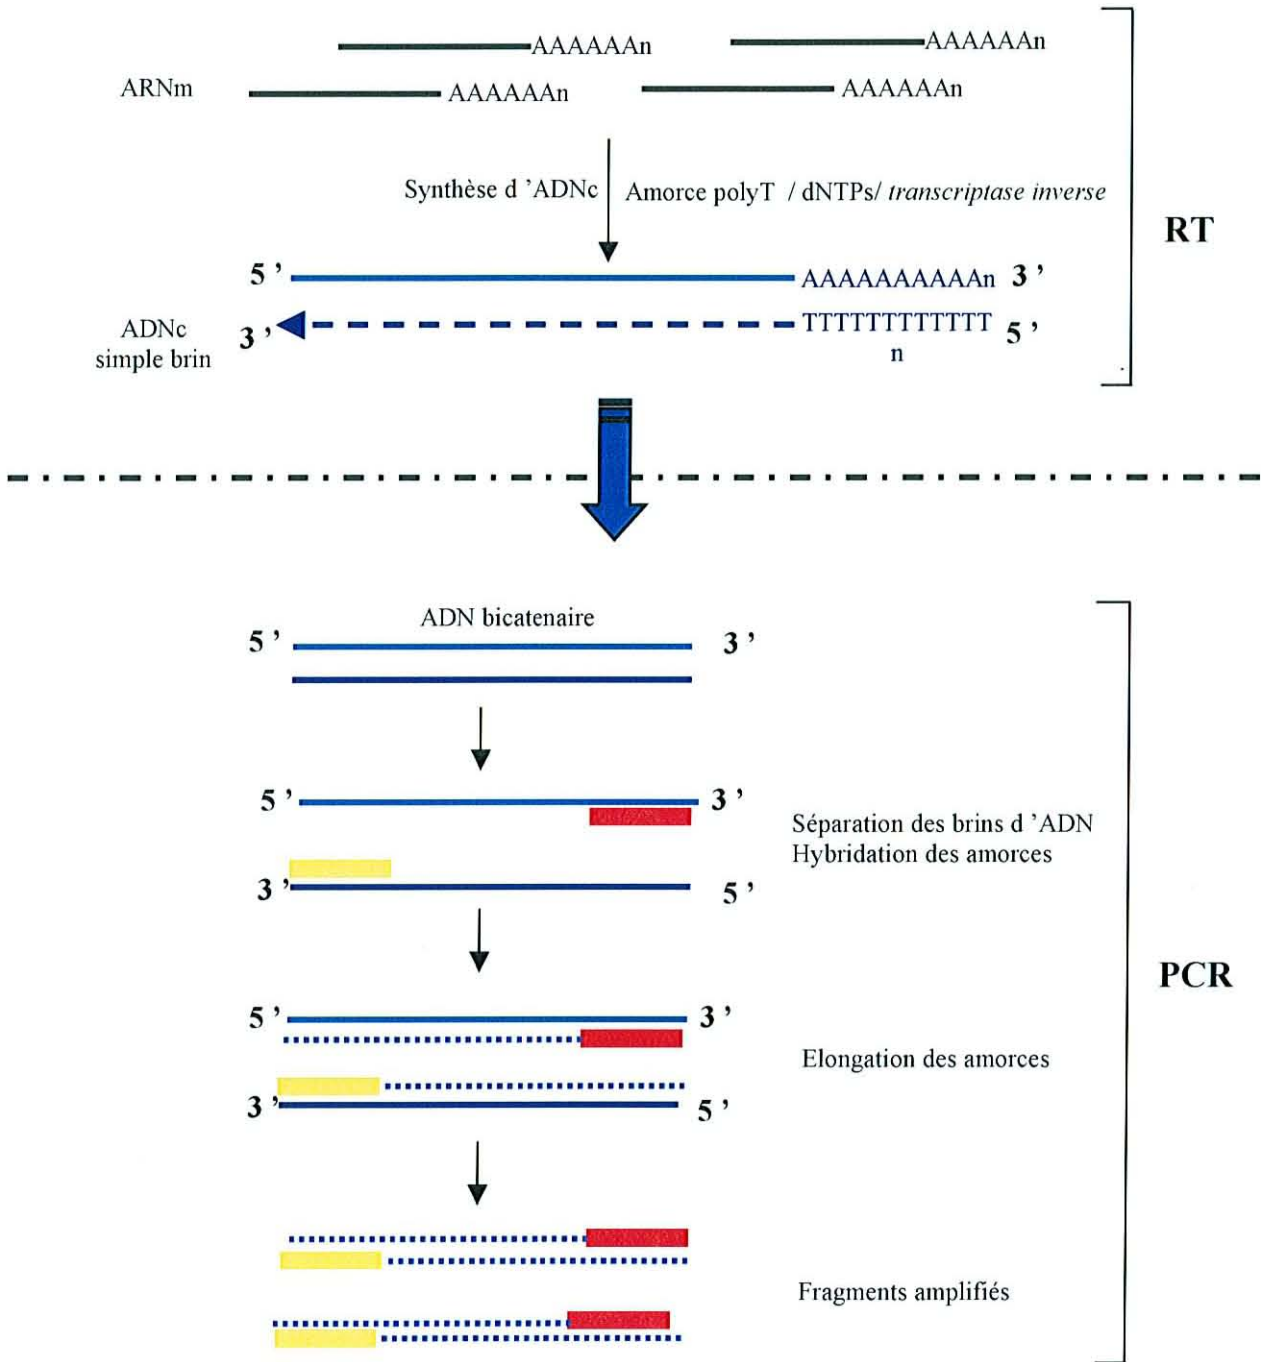 AAAAAAn
AAAAAAn
ARNm
AAAAAAn
AAAAAAn
Synthèse d ’ADNc
Amorce polyT / dNTPs/ transcriptase inverse
RT
5 ’
AAAAAAAAAAn
3 ’
ADNc
simple brin
3 ’
TTTTTTTTTTTT
5 ’
n
ADN bicatenaire
5 ’
3 ’
5 ’
3 ’
Séparation des brins d ’ADN
Hybridation des amorces
3 ’
5 ’
PCR
5 ’
3 ’
Elongation des amorces
3 ’
5 ’
Fragments amplifiés